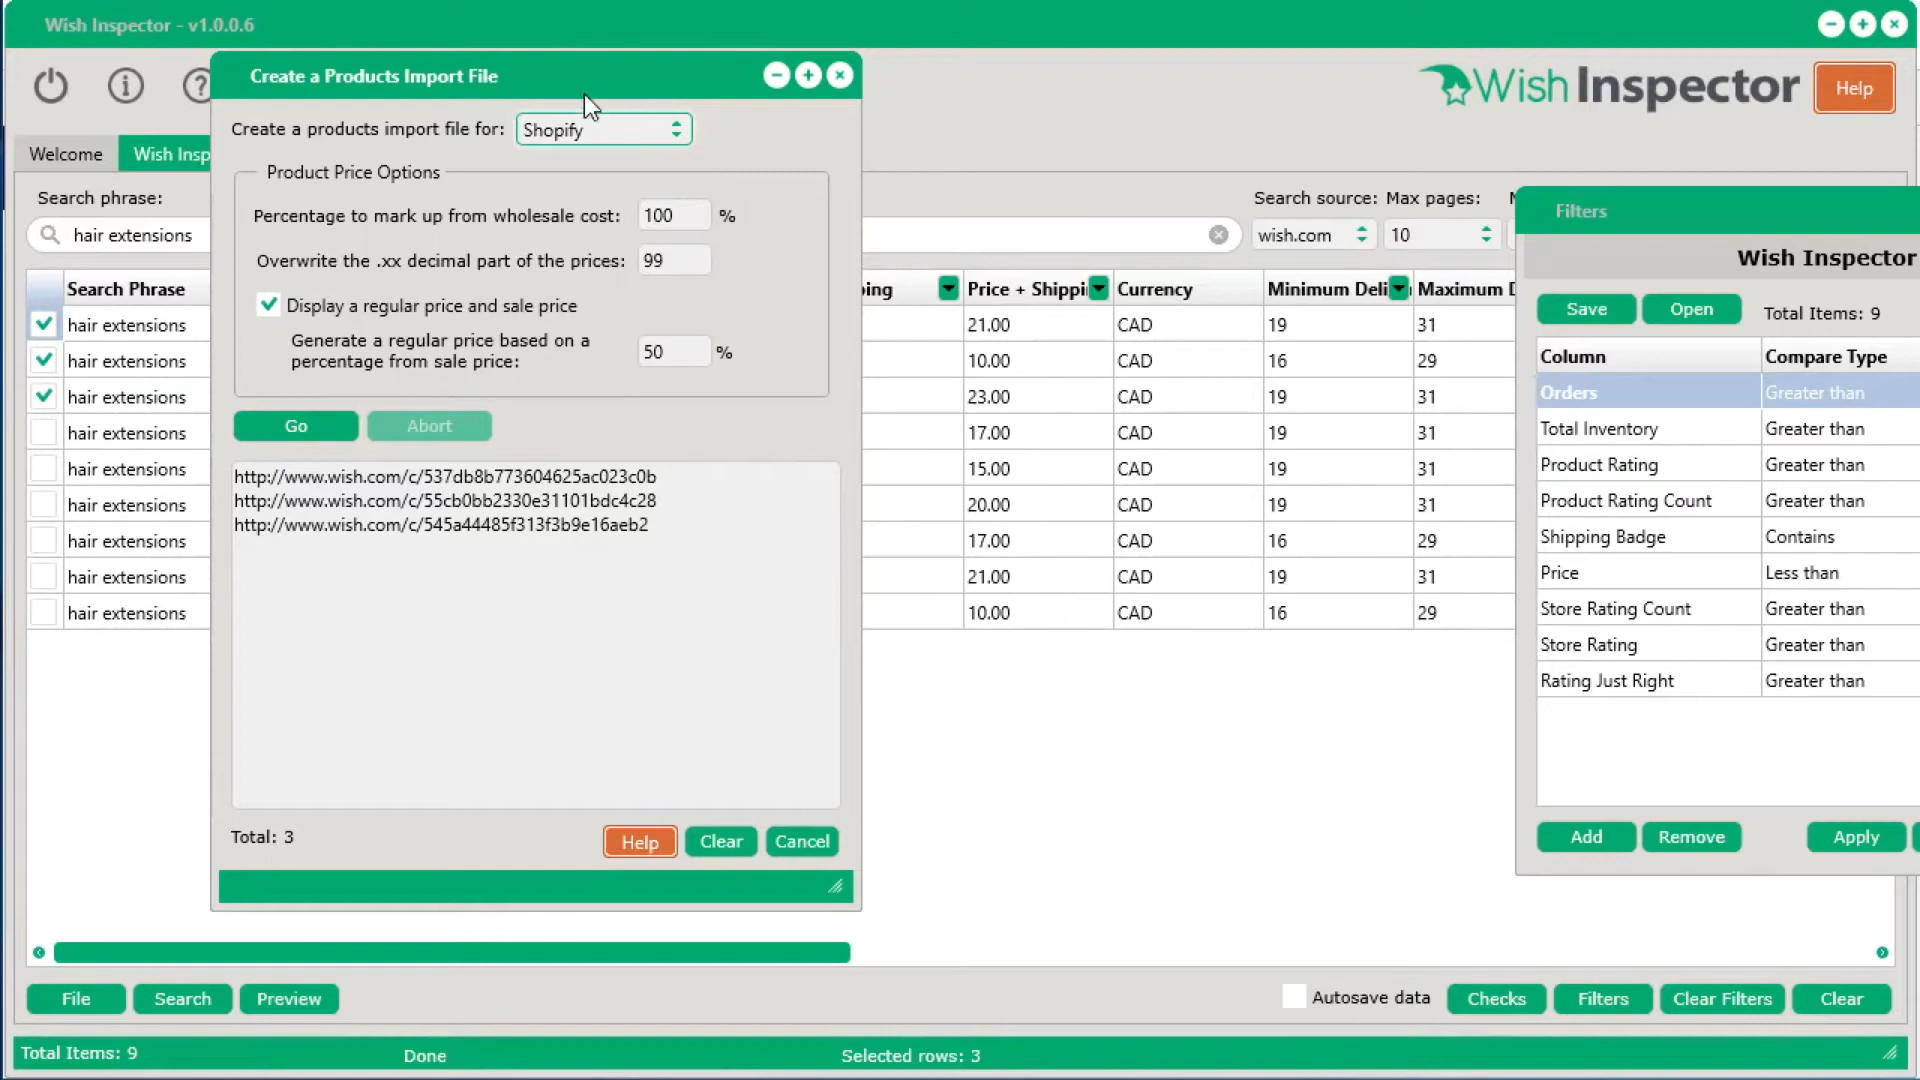 Wish Inspector - v1.0.0.6
Create a Products Import File
Wish Inspector
Help
Create a products import file for: Shopify
Welcome
Wish Insp
Product Price Options
Search phrase:
Search source: Max pages:
Percentage to mark up from wholesale cost: 100 %
hair extensions
wish.com
10
Overwrite the .xx decimal part of the prices: 99
Display a regular price and sale price
Generate a regular price based on a
percentage from sale price:
50 %
Go
Abort
http://www.wish.com/c/537db8b773604625ac023c0b
http://www.wish.com/c/55cb0bb2330e31101bdc4c28
http://www.wish.com/c/545a44485f313f3b9e16aeb2
Total: 3
Help
Clear
Cancel
Search Phrase
ing
Price + Shippi
Currency
Minimum Deli
Maximum D
hair extensions 21.00 CAD 19 31
hair extensions 10.00 CAD 16 29
hair extensions 23.00 CAD 19 31
hair extensions 17.00 CAD 19 31
hair extensions 15.00 CAD 19 31
hair extensions 20.00 CAD 19 31
hair extensions 17.00 CAD 16 29
hair extensions 21.00 CAD 19 31
hair extensions 10.00 CAD 16 29
Filters
Wish Inspector
Save
Open
Total Items: 9
Column Compare Type
Orders Greater than
Total Inventory Greater than
Product Rating Greater than
Product Rating Count Greater than
Shipping Badge Contains
Price Less than
Store Rating Count Greater than
Store Rating Greater than
Rating Just Right Greater than
Add
Remove
Apply
File
Search
Preview
Autosave data
Checks
Filters
Clear Filters
Clear
Total Items: 9
Done
Selected rows: 3